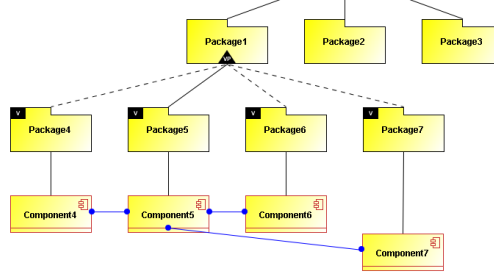 Package1
Package2
Package3
VP
V
Package4
V
Package5
V
Package6
V
Package7
Component4
Component5
Component6
Component7